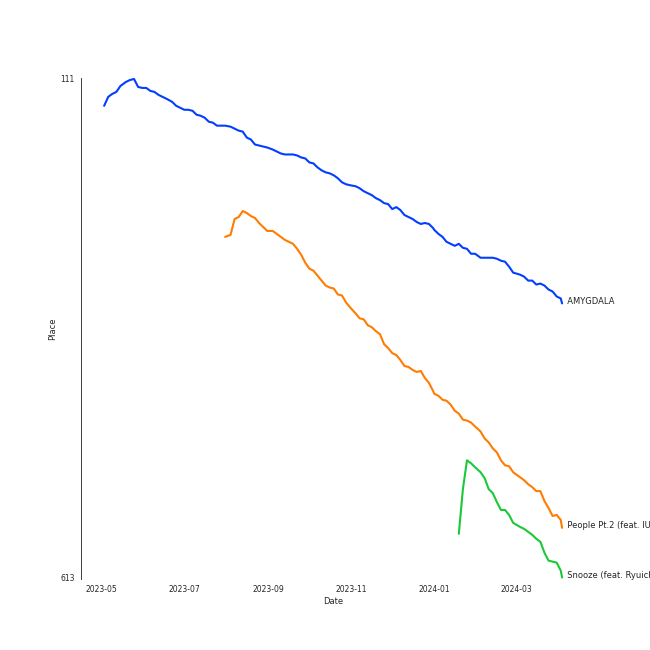 111
AMYGDALA
Place
People Pt.2 (feat. IU
Snooze (feat. Ryuic
613
2023-05 2023-07 2023-09 2023-11 2024-01 2024-03
Date